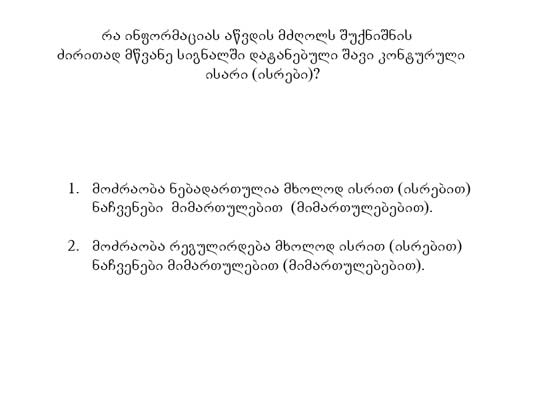 რა ინფორმაციას აწვდის მძღოლს შუქნიშნის
ძირითად მწვანე სიგნალში დატანებული შავი კონტურული
ისარი (ისრები)?
1. მოძრაობა ნებადართულია მხოლოდ ისრით (ისრებით)
ნაჩვენები მიმართულებით (მიმართულებებით).
2. მოძრაობა რეგულირდება მხოლოდ ისრით (ისრებით)
ნაჩვენები მიმართულებით (მიმართულებებით).